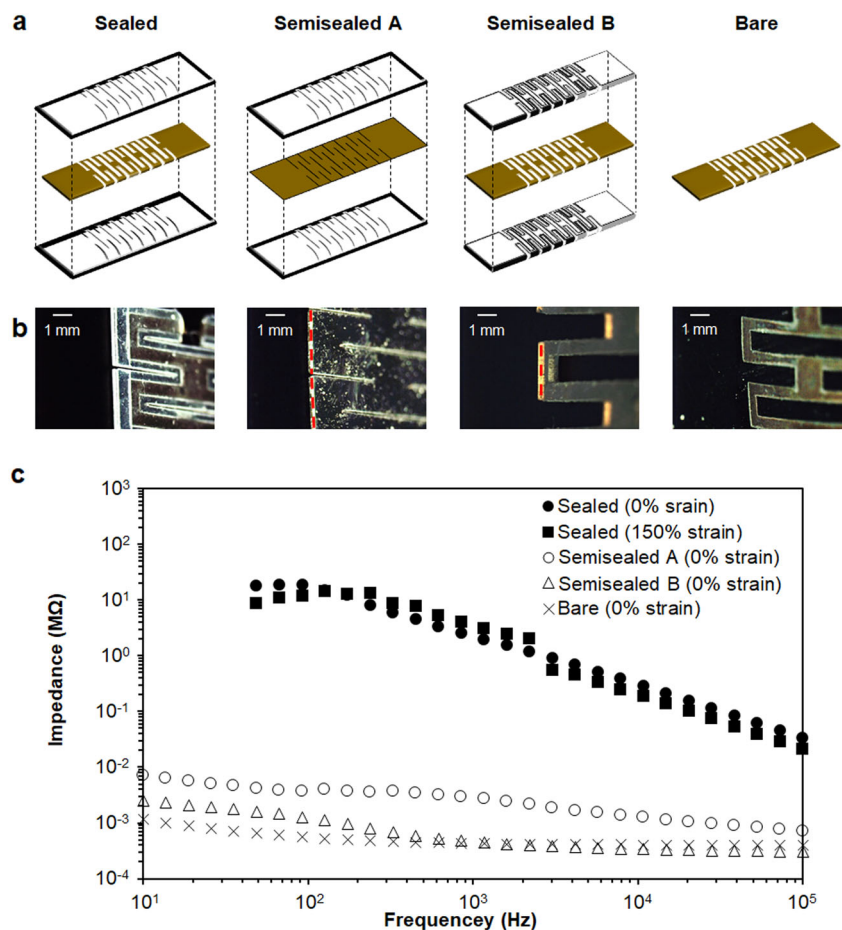 a
Sealed
Semisealed A
Semisealed B
Bare
b
1 mm
1 mm
1 mm
1 mm
c
Impedance (MΩ)
10³
10²
10¹
10⁰
10⁻¹
10⁻²
10⁻³
10⁻⁴
Sealed (0% srain)
Sealed (150% strain)
Semisealed A (0% strain)
Semisealed B (0% strain)
Bare (0% strain)
10¹
10²
10³
10⁴
10⁵
Frequencey (Hz)